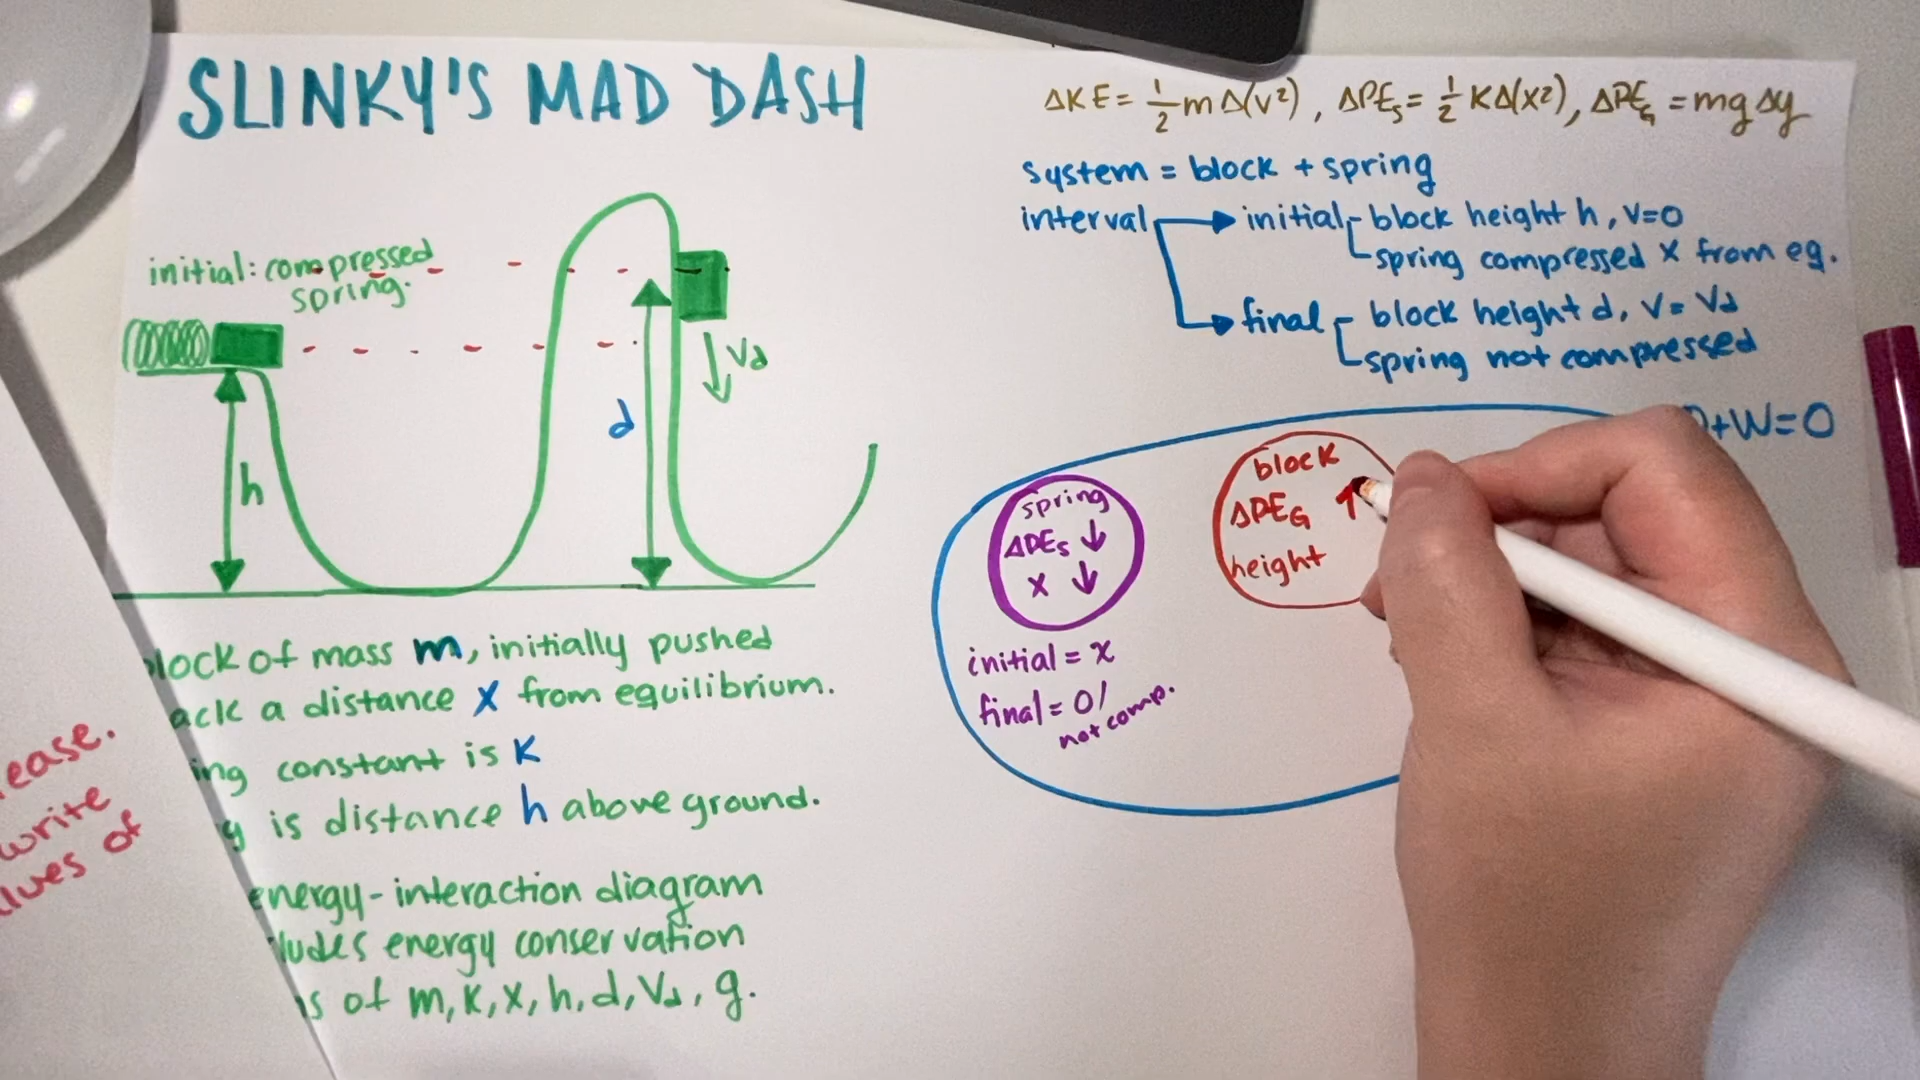 SLINKY'S MAD DASH
initial: compressed
spring.
h
d
Vd
lock of mass m, initially pushed
ack a distance x from equilibrium.
ing constant is K
y is distance h above ground.
energy-interaction diagram
ludes energy conservation
s of m, K, x, h, d, Vd, g.
ease.
write
lues of
ΔKE = 1/2 m Δ(v²), ΔPEs = 1/2 KΔ(x²), ΔPEG = mgΔy
system = block + spring
interval → initial - block height h, v=0
spring compressed x from eq.
→ final - block height d, v= Vd
spring not compressed
+W=0
spring
ΔPEs ↓
x ↓
initial = x
final = 0/
not comp.
block
ΔPEG ↑
height